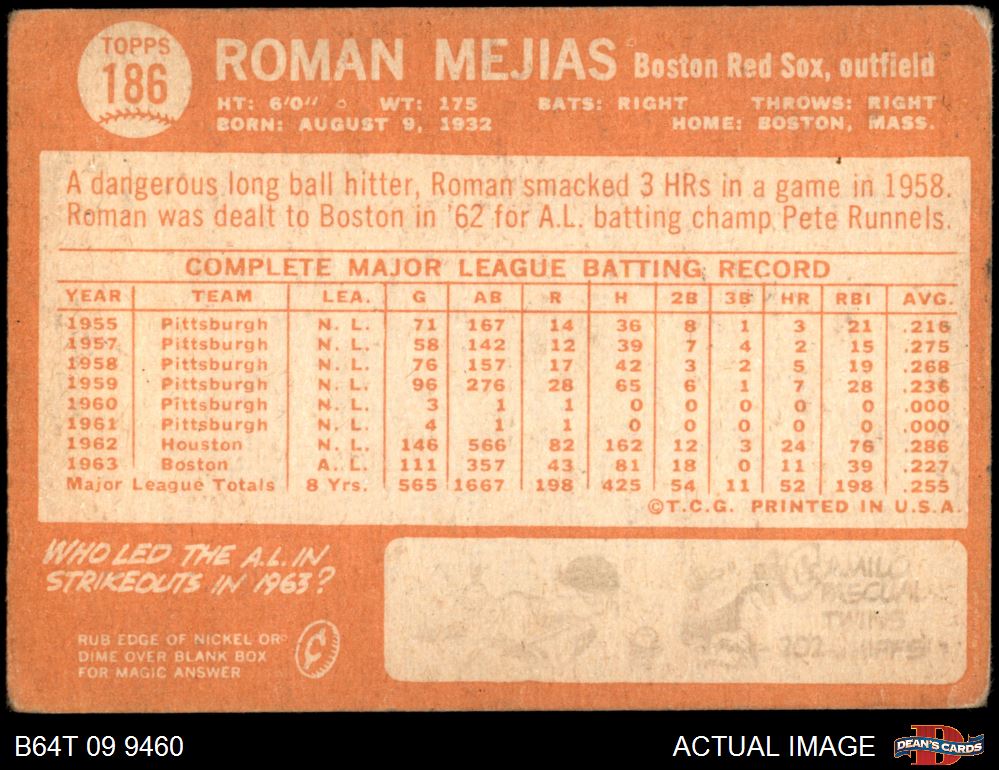 TOPPS
186
ROMAN MEJIAS Boston Red Sox, outfield
HT: 6'0" WT: 175 BATS: RIGHT THROWS: RIGHT
BORN: AUGUST 9, 1932 HOME: BOSTON, MASS.
A dangerous long ball hitter, Roman smacked 3 HRs in a game in 1958.
Roman was dealt to Boston in '62 for A.L. batting champ Pete Runnels.
COMPLETE MAJOR LEAGUE BATTING RECORD
YEAR TEAM LEA. G AB R H 2B 3B HR RBI AVG.
1955 Pittsburgh N. L. 71 167 14 36 8 1 3 21 .216
1957 Pittsburgh N. L. 58 142 12 39 7 4 2 15 .275
1958 Pittsburgh N. L. 76 157 17 42 3 2 5 19 .268
1959 Pittsburgh N. L. 96 276 28 65 6 1 7 28 .236
1960 Pittsburgh N. L. 3 1 1 0 0 0 0 0 .000
1961 Pittsburgh N. L. 4 1 1 0 0 0 0 0 .000
1962 Houston N. L. 146 566 82 162 12 3 24 76 .286
1963 Boston A. L. 111 357 43 81 18 0 11 39 .227
Major League Totals 8 Yrs. 565 1667 198 425 54 11 52 198 .255
©T.C.G. PRINTED IN U.S.A.
WHO LED THE A.L. IN
STRIKEOUTS IN 1963?
RUB EDGE OF NICKEL OR
DIME OVER BLANK BOX
FOR MAGIC ANSWER
CAMILO
PASCUAL
TWINS
202 WHIFFS!
B64T 09 9460 ACTUAL IMAGE DEAN'S CARDS